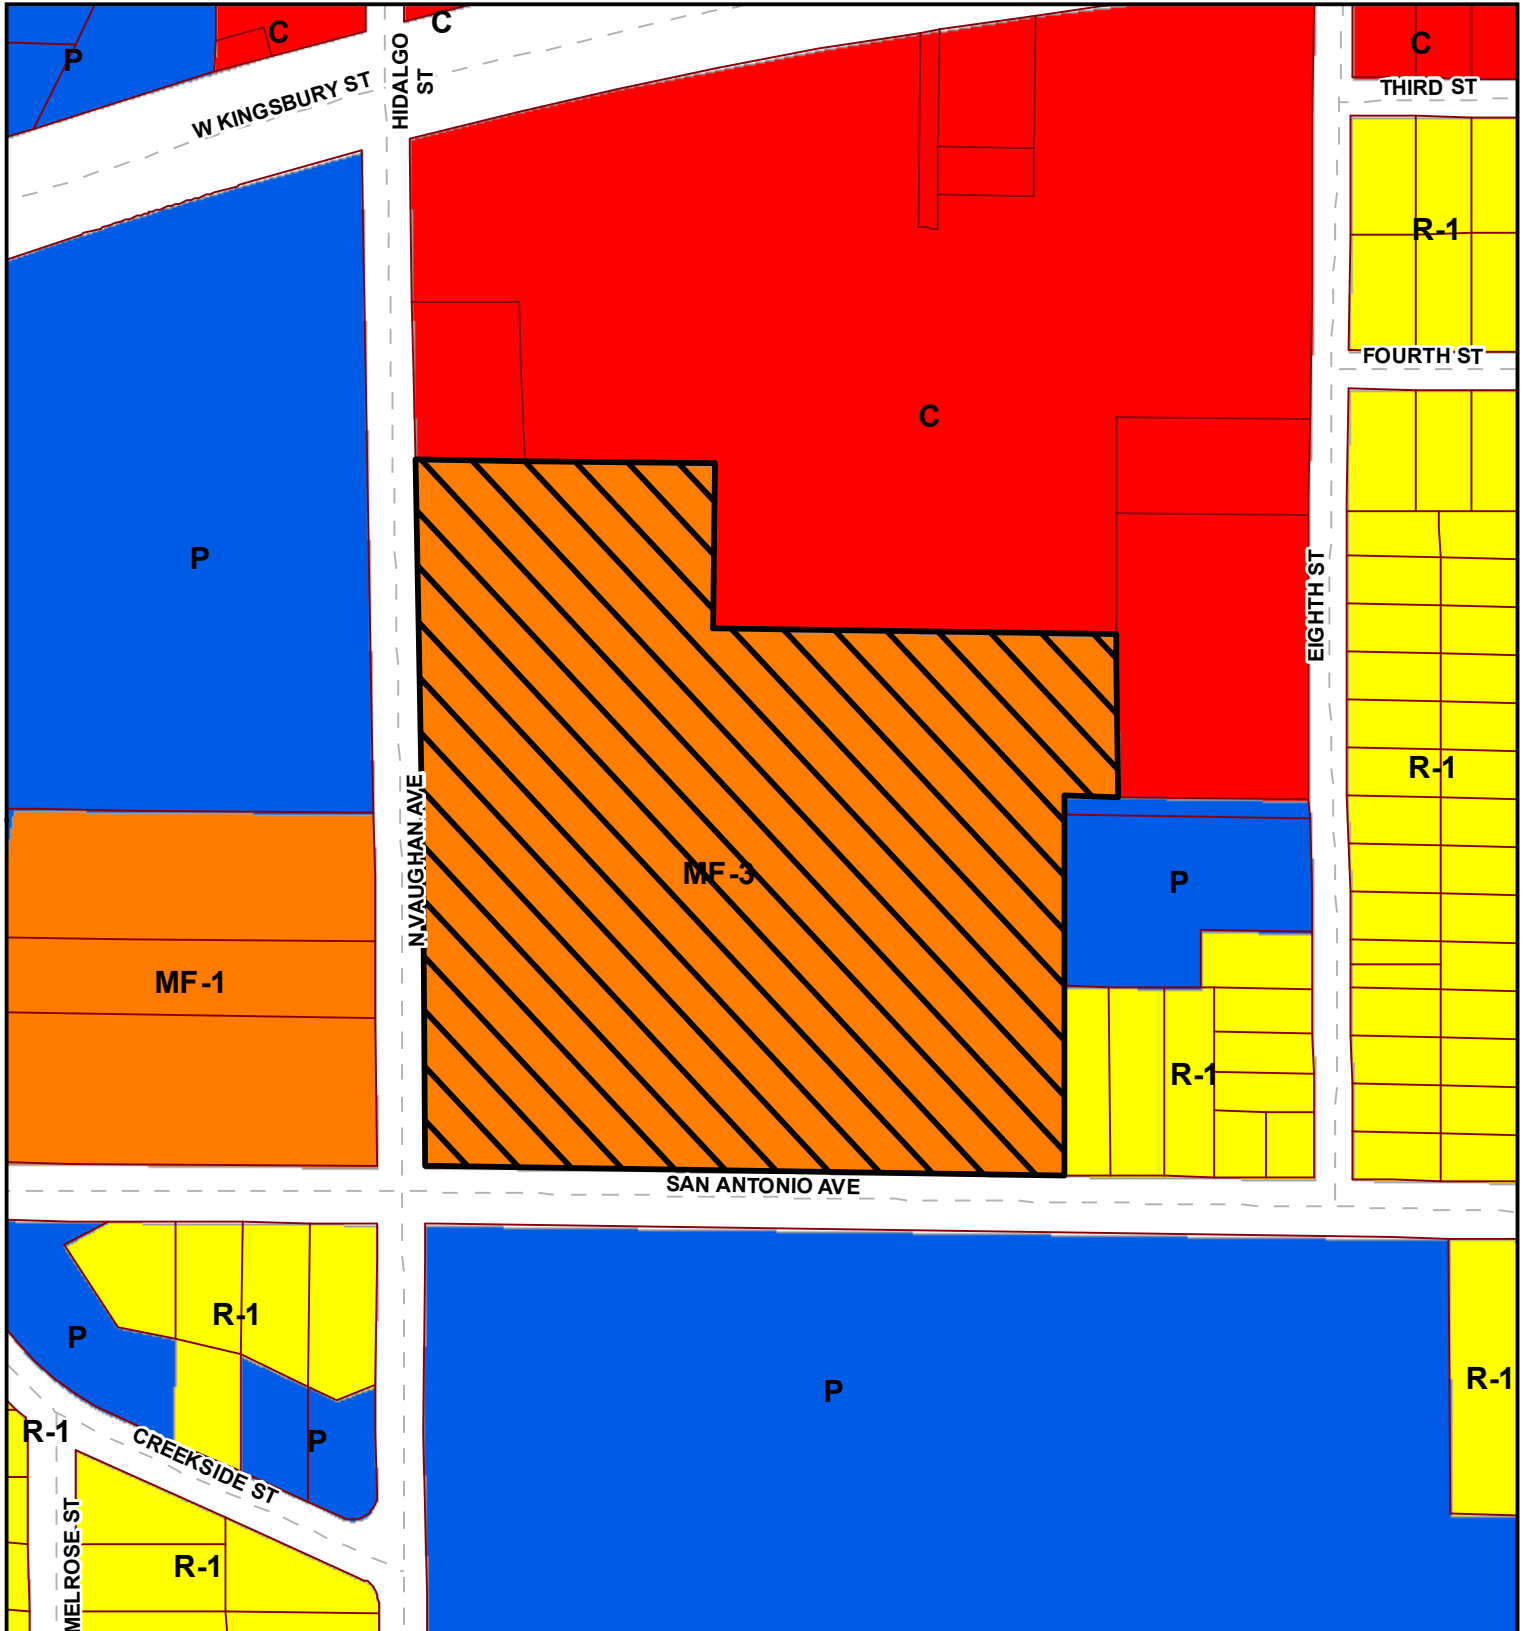 C
C
C
P
HIDALGO
ST
W KINGSBURY ST
THIRD ST
R-1
FOURTH ST
C
P
EIGHTH ST
R-1
N VAUGHAN AVE
MF-3
P
MF-1
R-1
SAN ANTONIO AVE
R-1
P
R-1
P
R-1
P
CREEKSIDE ST
MELROSE ST
R-1